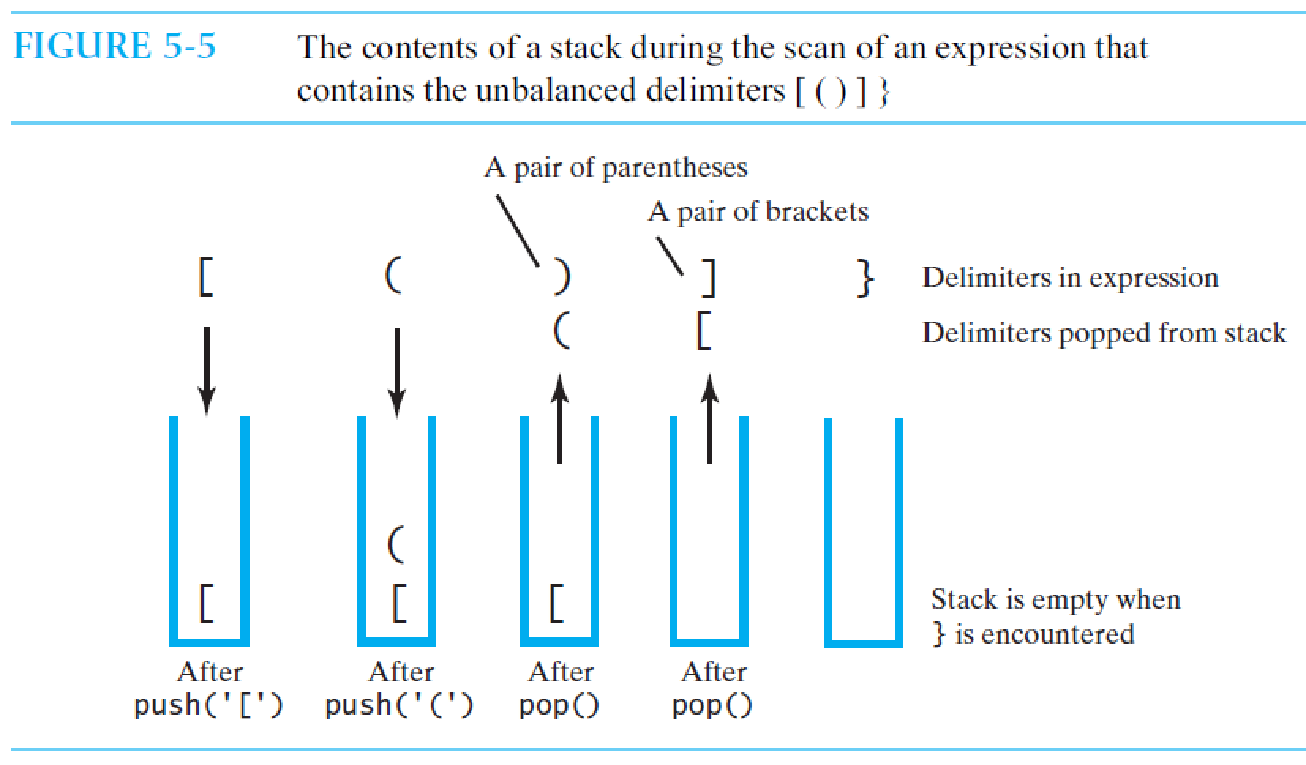 FIGURE 5-5 The contents of a stack during the scan of an expression that
contains the unbalanced delimiters [ ( ) ] }
A pair of parentheses
A pair of brackets
[ ( ) ] } Delimiters in expression
( [ Delimiters popped from stack
(
[ [ [ Stack is empty when
} is encountered
After After After After
push('[') push('(') pop() pop()